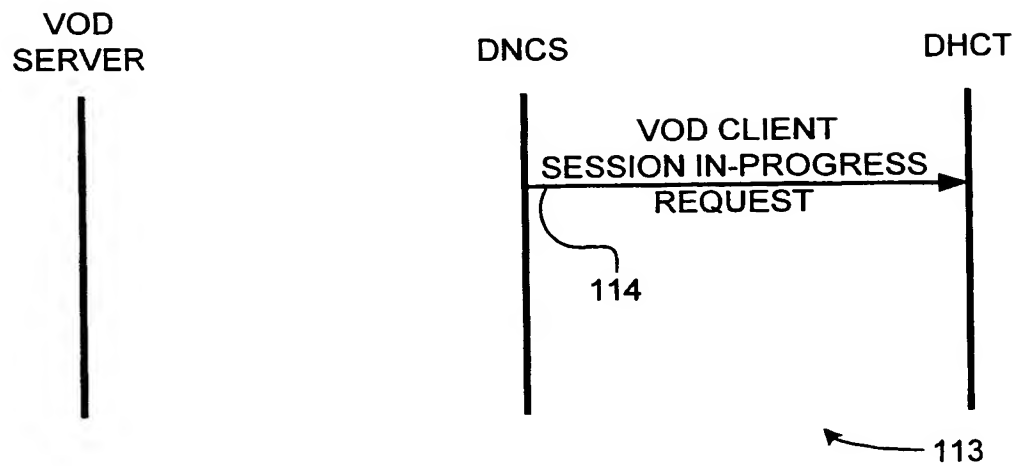 VOD
SERVER
DNCS
DHCT
VOD CLIENT
SESSION IN-PROGRESS
REQUEST
114
113